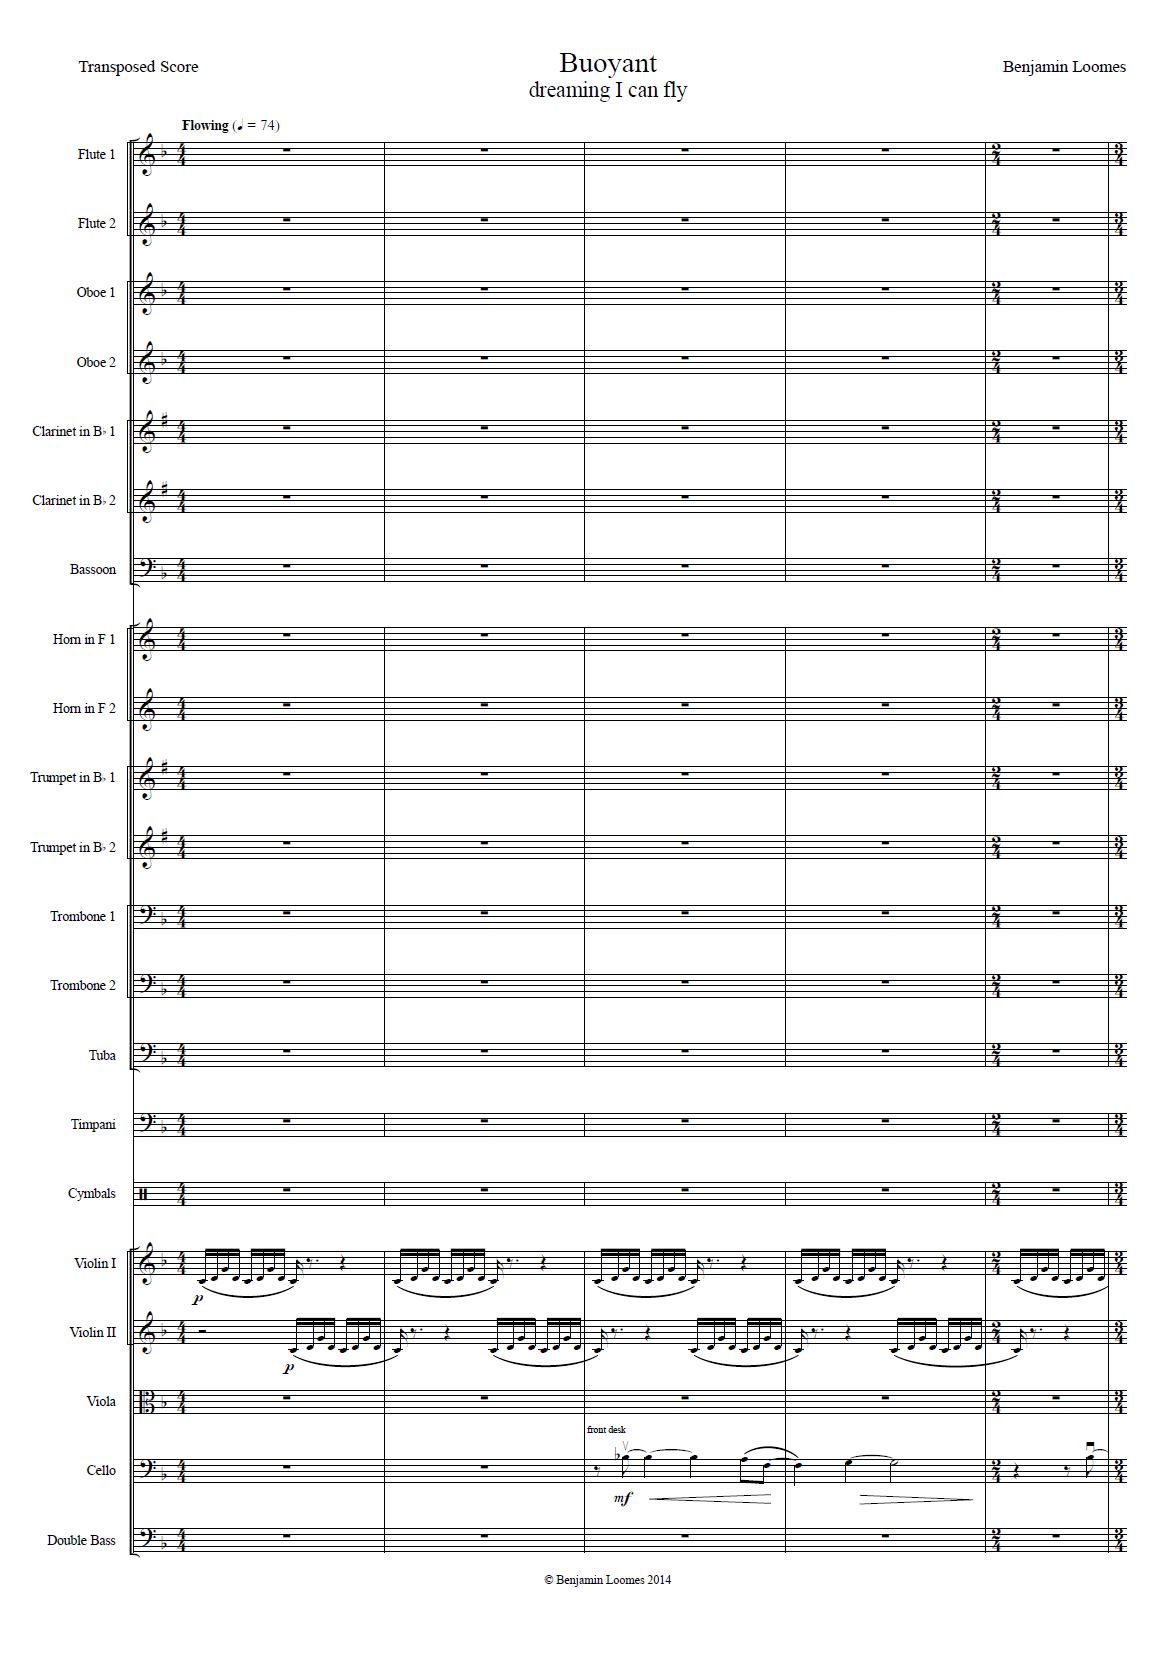 Buoyant
Transposed Score
Benjamin Loomes
dreaming I can fly
Flowing (♩ = 74)
Flute 1
Flute 2
Oboe 1
Oboe 2
Clarinet in B♭ 1
Clarinet in B♭ 2
Bassoon
Horn in F 1
Horn in F 2
Trumpet in B♭ 1
Trumpet in B♭ 2
Trombone 1
Trombone 2
Tuba
Timpani
Cymbals
Violin I
p
Violin II
p
Viola
front desk
Cello
mf
Double Bass
© Benjamin Loomes 2014